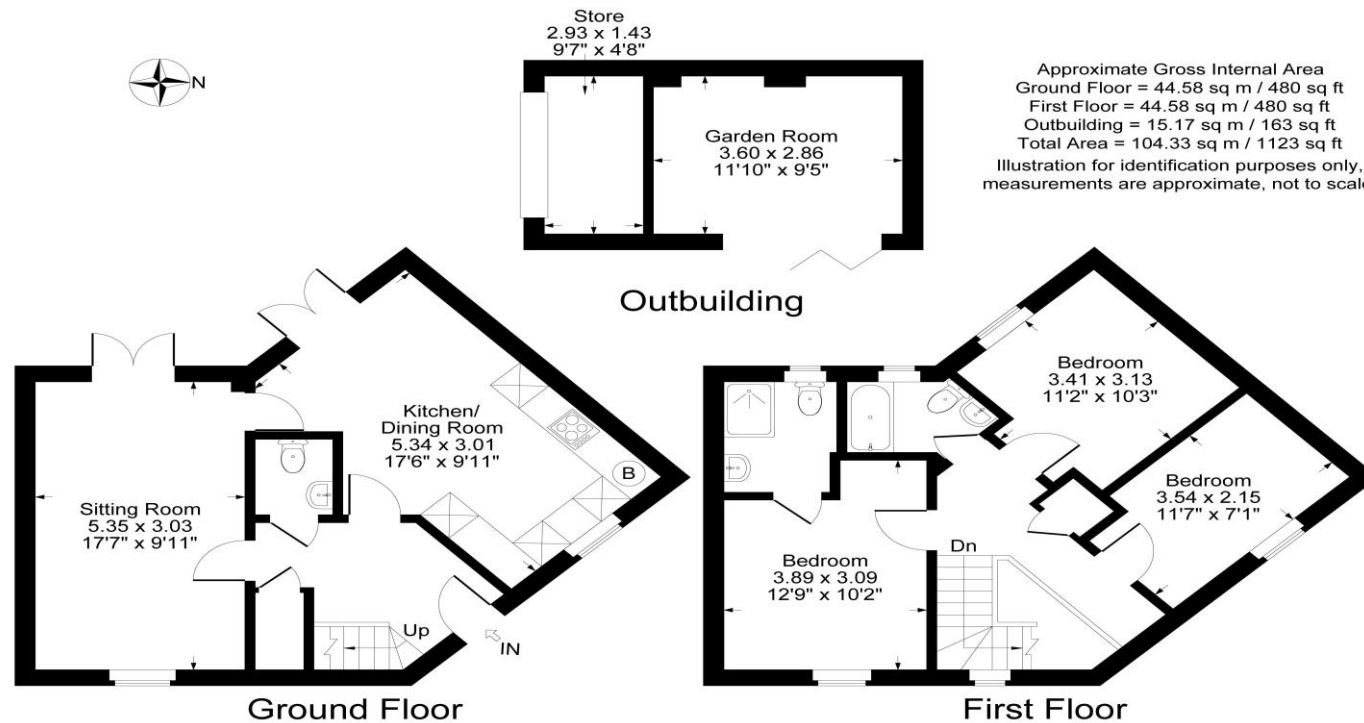 Store
2.93 x 1.43
9'7" x 4'8"
N
Approximate Gross Internal Area
Ground Floor = 44.58 sq m / 480 sq ft
First Floor = 44.58 sq m / 480 sq ft
Outbuilding = 15.17 sq m / 163 sq ft
Total Area = 104.33 sq m / 1123 sq ft
Illustration for identification purposes only,
measurements are approximate, not to scale
Garden Room
3.60 x 2.86
11'10" x 9'5"
Outbuilding
Kitchen/
Dining Room
5.34 x 3.01
17'6" x 9'11"
B
Sitting Room
5.35 x 3.03
17'7" x 9'11"
Up
IN
Ground Floor
Bedroom
3.41 x 3.13
11'2" x 10'3"
Bedroom
3.54 x 2.15
11'7" x 7'1"
Dn
Bedroom
3.89 x 3.09
12'9" x 10'2"
First Floor